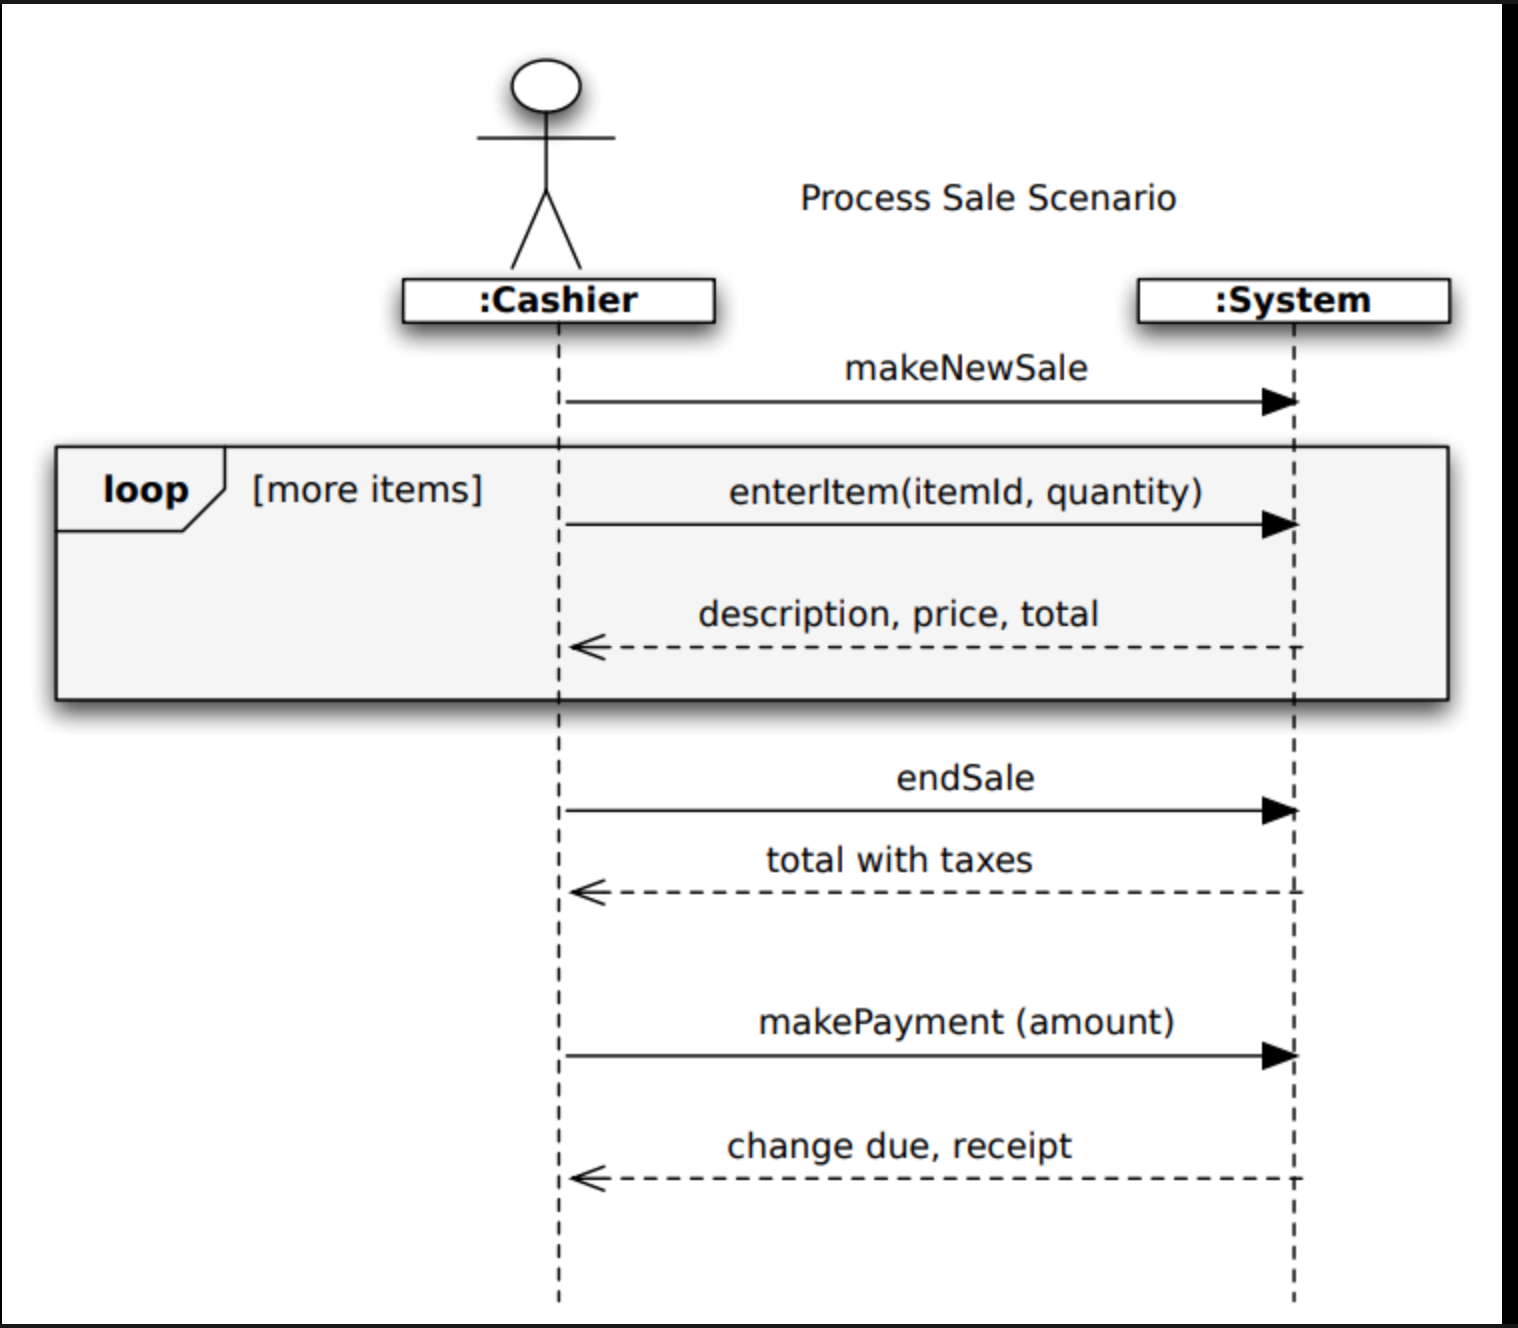 Process Sale Scenario
:Cashier
:System
makeNewSale
loop
[more items]
enterItem(itemId, quantity)
description, price, total
endSale
total with taxes
makePayment (amount)
change due, receipt